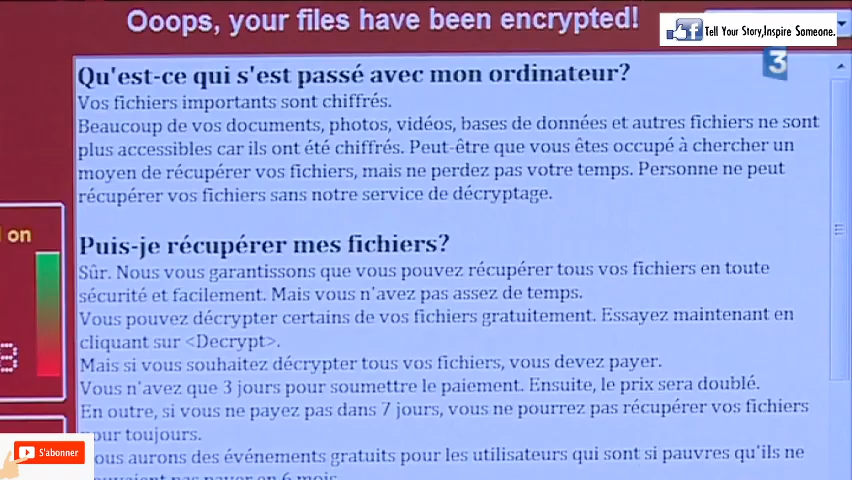 Ooops, your files have been encrypted!
Tell Your Story,Inspire Someone.
3
Qu'est-ce qui s'est passé avec mon ordinateur?
Vos fichiers importants sont chiffrés.
Beaucoup de vos documents, photos, vidéos, bases de données et autres fichiers ne sont
plus accessibles car ils ont été chiffrés. Peut-être que vous êtes occupé à chercher un
moyen de récupérer vos fichiers, mais ne perdez pas votre temps. Personne ne peut
récupérer vos fichiers sans notre service de décryptage.
on
Puis-je récupérer mes fichiers?
Sûr. Nous vous garantissons que vous pouvez récupérer tous vos fichiers en toute
sécurité et facilement. Mais vous n'avez pas assez de temps.
Vous pouvez décrypter certains de vos fichiers gratuitement. Essayez maintenant en
cliquant sur <Decrypt>.
Mais si vous souhaitez décrypter tous vos fichiers, vous devez payer.
Vous n'avez que 3 jours pour soumettre le paiement. Ensuite, le prix sera doublé.
En outre, si vous ne payez pas dans 7 jours, vous ne pourrez pas récupérer vos fichiers
pour toujours.
S'abonner
ous aurons des événements gratuits pour les utilisateurs qui sont si pauvres qu'ils ne
payer en 6 mois